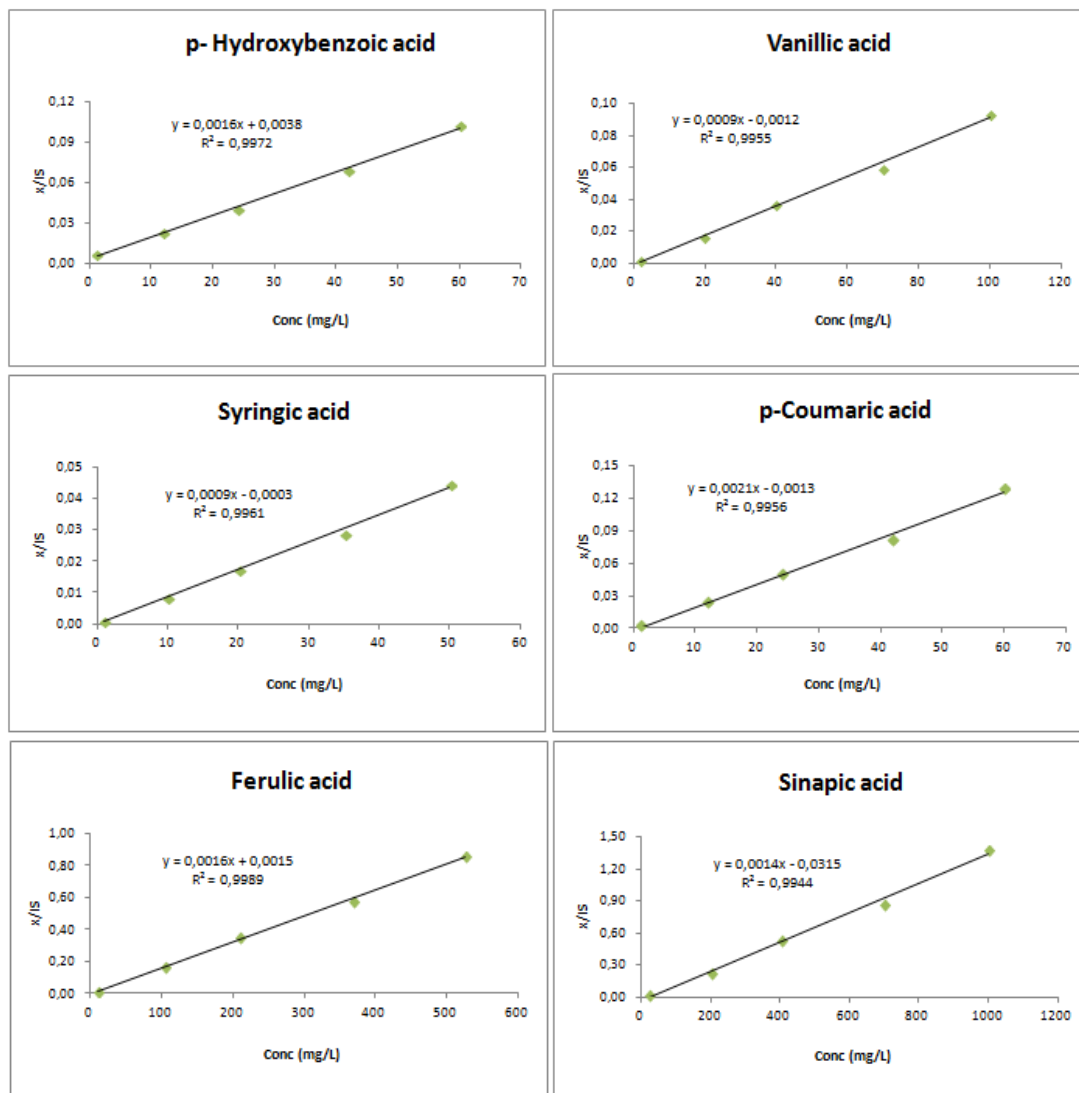 p- Hydroxybenzoic acid
y = 0,0016x + 0,0038
R² = 0,9972
x/IS
0,12
0,09
0,06
0,03
0,00
0 10 20 30 40 50 60 70
Conc (mg/L)
Vanillic acid
y = 0,0009x - 0,0012
R² = 0,9955
x/IS
0,10
0,08
0,06
0,04
0,02
0,00
0 20 40 60 80 100 120
Conc (mg/L)
Syringic acid
y = 0,0009x - 0,0003
R² = 0,9961
x/IS
0,05
0,04
0,03
0,02
0,01
0,00
0 10 20 30 40 50 60
Conc (mg/L)
p-Coumaric acid
y = 0,0021x - 0,0013
R² = 0,9956
x/IS
0,15
0,12
0,09
0,06
0,03
0,00
0 10 20 30 40 50 60 70
Conc (mg/L)
Ferulic acid
y = 0,0016x + 0,0015
R² = 0,9989
x/IS
1,00
0,80
0,60
0,40
0,20
0,00
0 100 200 300 400 500 600
Conc (mg/L)
Sinapic acid
y = 0,0014x - 0,0315
R² = 0,9944
x/IS
1,50
1,20
0,90
0,60
0,30
0,00
0 200 400 600 800 1000 1200
Conc (mg/L)